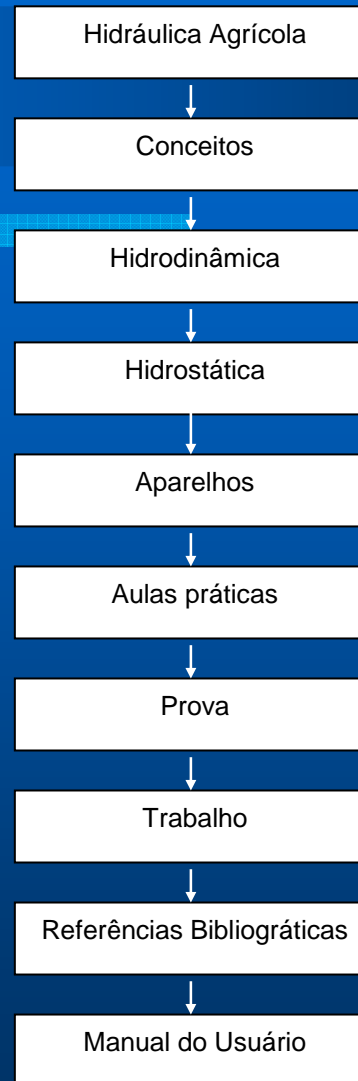 Hidráulica Agrícola
Conceitos
Hidrodinâmica
Hidrostática
Aparelhos
Aulas práticas
Prova
Trabalho
Referências Bibliográticas
Manual do Usuário